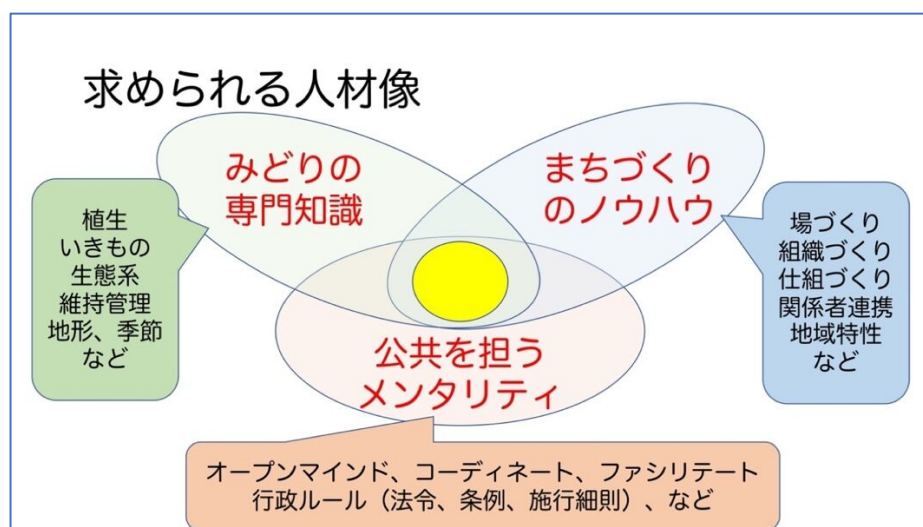 求められる人材像
みどりの
専門知識
まちづくり
のノウハウ
植生
いきもの
生態系
維持管理
地形、季節
など
場づくり
組織づくり
仕組づくり
関係者連携
地域特性
など
公共を担う
メンタリティ
オープンマインド、コーディネート、ファシリテート
行政ルール（法令、条例、施行細則）、など